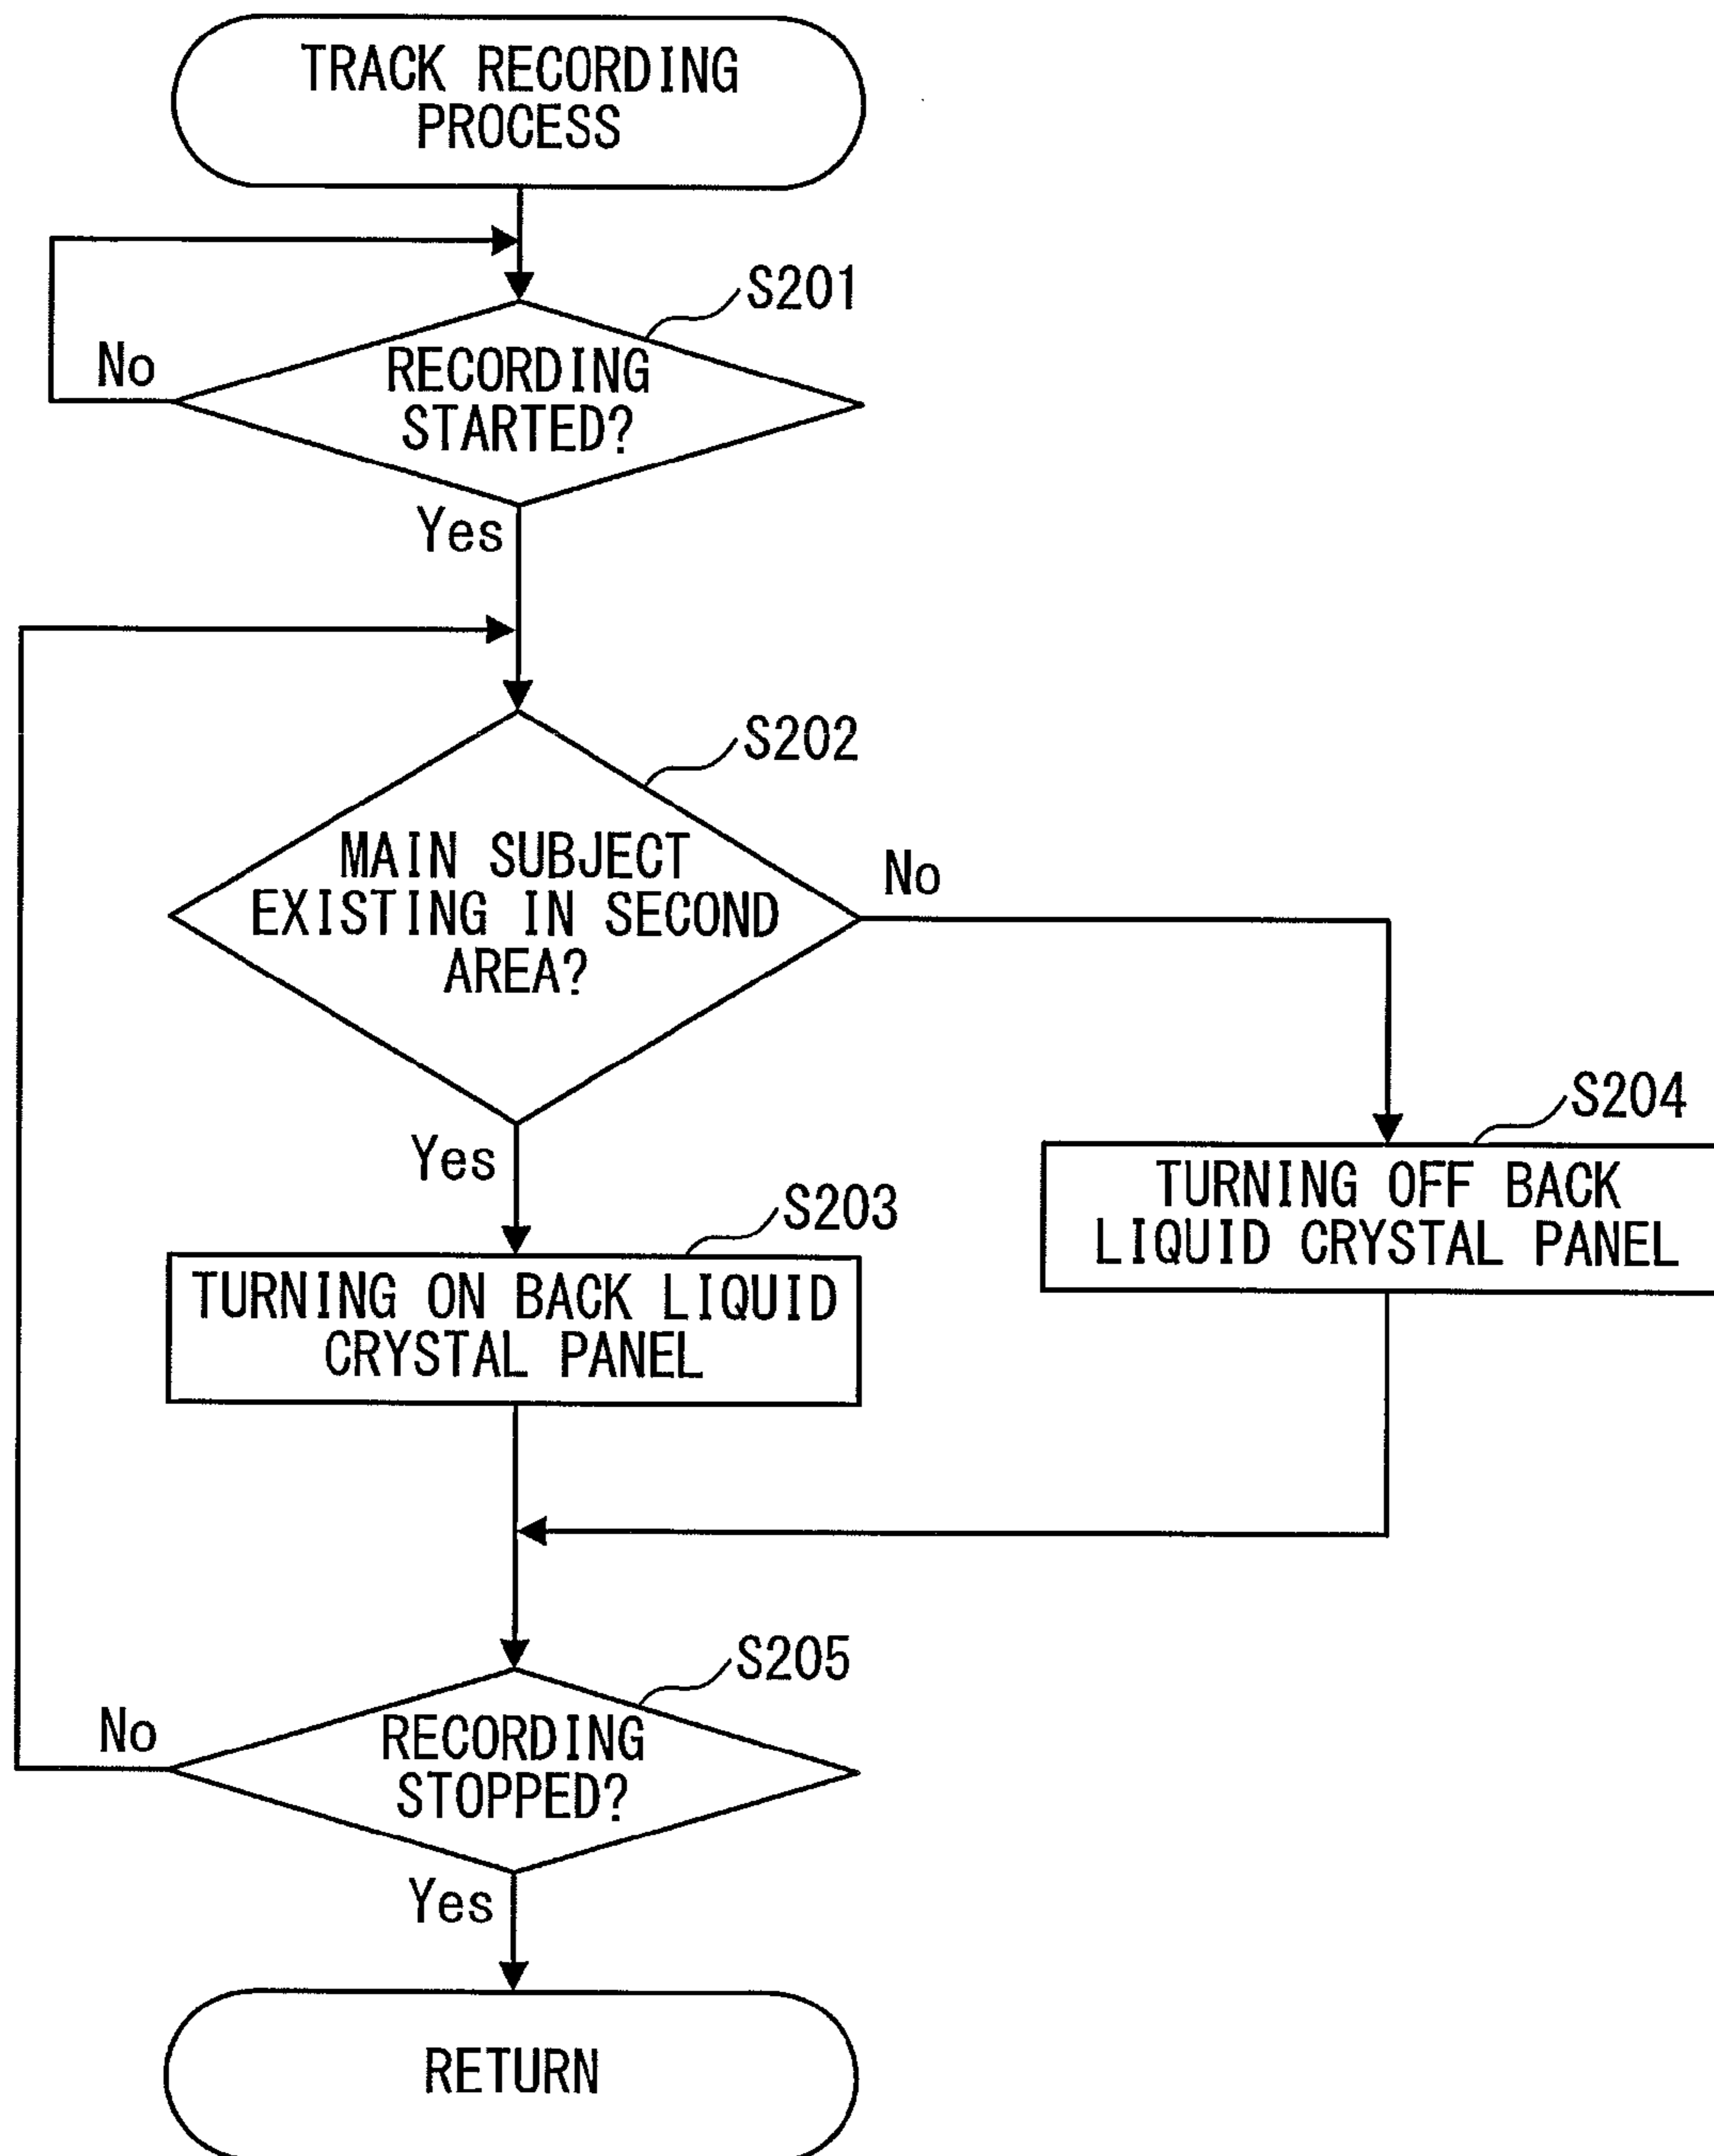 TRACK RECORDING
PROCESS
S201
No
RECORDING
STARTED?
Yes
S202
MAIN SUBJECT
EXISTING IN SECOND
AREA?
No
Yes
S204
TURNING OFF BACK
LIQUID CRYSTAL PANEL
S203
TURNING ON BACK LIQUID
CRYSTAL PANEL
S205
No
RECORDING
STOPPED?
Yes
RETURN